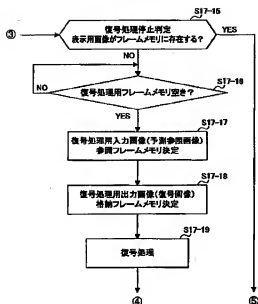 S17-15
③
復号処理停止判定
表示用画像がフレームメモリに存在する?
YES
NO
S17-16
復号処理用フレームメモリ空き?
NO
YES
S17-17
復号処理用入力画像(予測参照画像)
参照フレームメモリ決定
S17-18
復号処理用出力画像(復号画像)
格納フレームメモリ決定
S17-19
復号処理
④
⑤